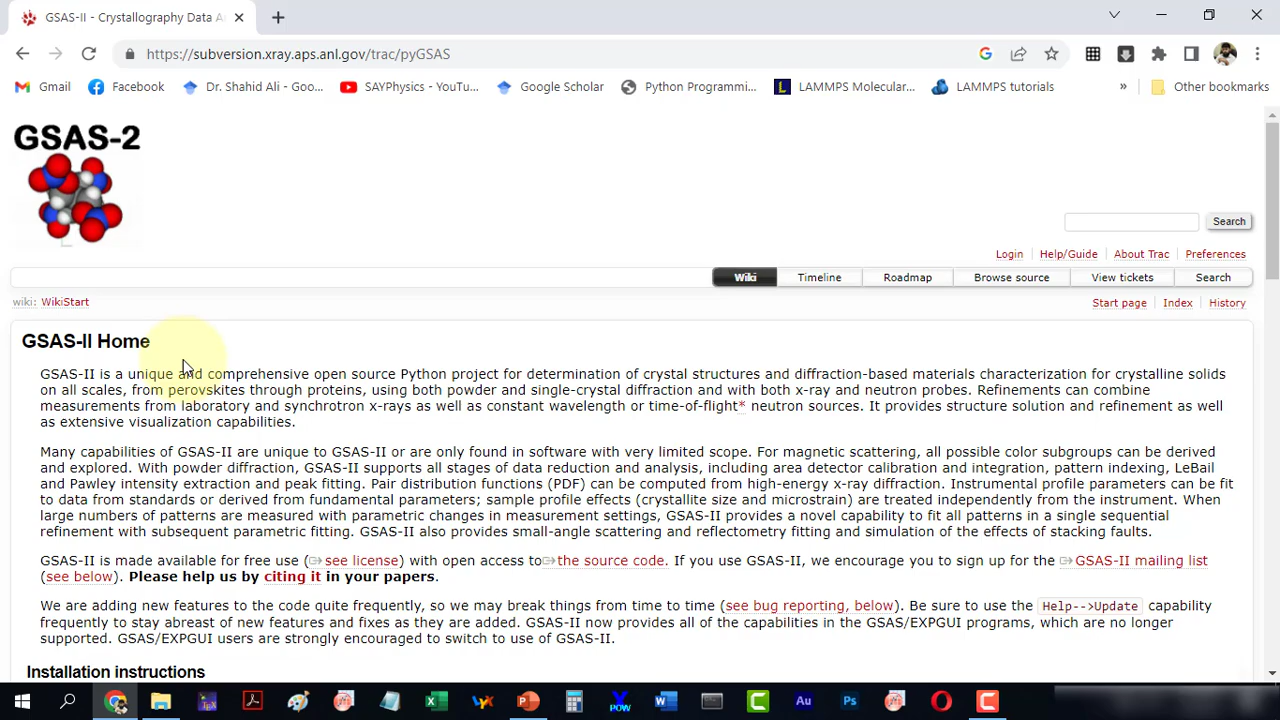 GSAS-II - Crystallography Data A
https://subversion.xray.aps.anl.gov/trac/pyGSAS
Gmail
Facebook
Dr. Shahid Ali - Goo...
SAYPhysics - YouTu...
Google Scholar
Python Programmi...
LAMMPS Molecular...
LAMMPS tutorials
»
Other bookmarks
GSAS-2
Search
Login
Help/Guide
About Trac
Preferences
Wiki
Timeline
Roadmap
Browse source
View tickets
Search
wiki: WikiStart
Start page
Index
History
GSAS-II Home
GSAS-II is a unique and comprehensive open source Python project for determination of crystal structures and diffraction-based materials characterization for crystalline solids
on all scales, from perovskites through proteins, using both powder and single-crystal diffraction and with both x-ray and neutron probes. Refinements can combine
measurements from laboratory and synchrotron x-rays as well as constant wavelength or time-of-flight* neutron sources. It provides structure solution and refinement as well
as extensive visualization capabilities.
Many capabilities of GSAS-II are unique to GSAS-II or are only found in software with very limited scope. For magnetic scattering, all possible color subgroups can be derived
and explored. With powder diffraction, GSAS-II supports all stages of data reduction and analysis, including area detector calibration and integration, pattern indexing, LeBail
and Pawley intensity extraction and peak fitting. Pair distribution functions (PDF) can be computed from high-energy x-ray diffraction. Instrumental profile parameters can be fit
to data from standards or derived from fundamental parameters; sample profile effects (crystallite size and microstrain) are treated independently from the instrument. When
large numbers of patterns are measured with parametric changes in measurement settings, GSAS-II provides a novel capability to fit all patterns in a single sequential
refinement with subsequent parametric fitting. GSAS-II also provides small-angle scattering and reflectometry fitting and simulation of the effects of stacking faults.
GSAS-II is made available for free use (see license) with open access to the source code. If you use GSAS-II, we encourage you to sign up for the GSAS-II mailing list
(see below). Please help us by citing it in your papers.
We are adding new features to the code quite frequently, so we may break things from time to time (see bug reporting, below). Be sure to use the Help-->Update capability
frequently to stay abreast of new features and fixes as they are added. GSAS-II now provides all of the capabilities in the GSAS/EXPGUI programs, which are no longer
supported. GSAS/EXPGUI users are strongly encouraged to switch to use of GSAS-II.
Installation instructions